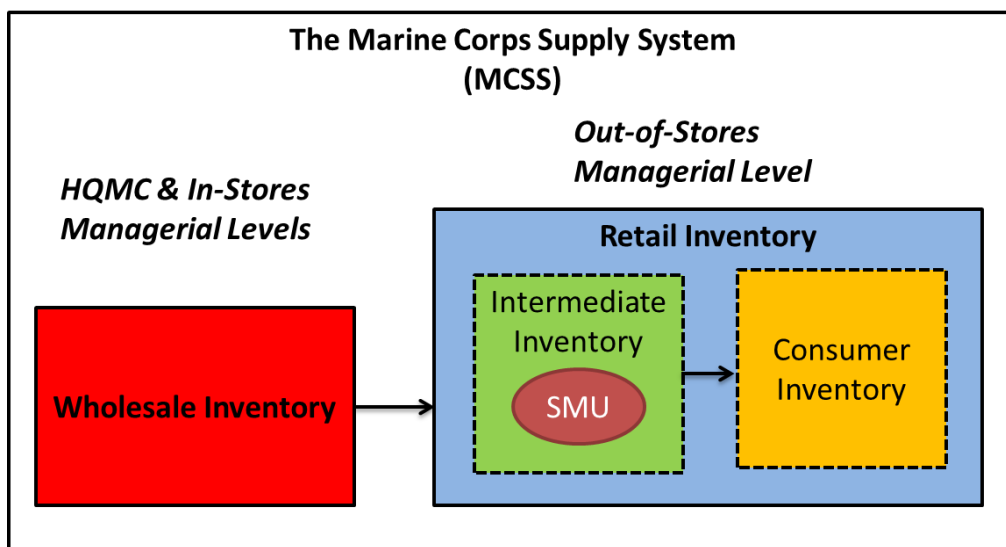 The Marine Corps Supply System
(MCSS)
HQMC & In-Stores
Managerial Levels
Out-of-Stores
Managerial Level
Wholesale Inventory
Retail Inventory
Intermediate
Inventory
SMU
Consumer
Inventory